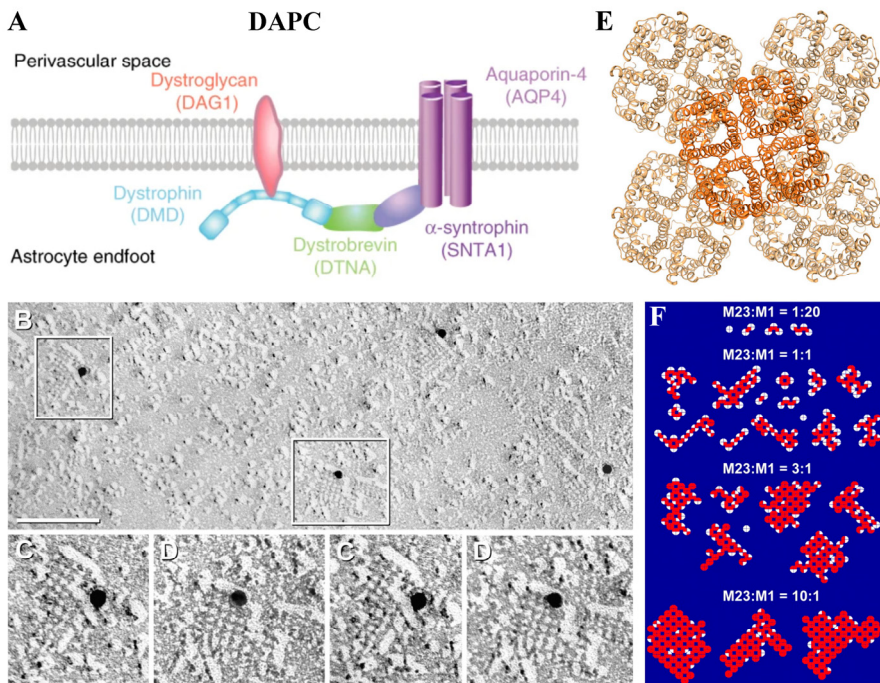 A
DAPC
E
Perivascular space
Dystroglycan
(DAG1)
Aquaporin-4
(AQP4)
Dystrophin
(DMD)
Dystrobrevin
(DTNA)
α-syntrophin
(SNTA1)
Astrocyte endfoot
B
F
M23:M1 = 1:20
M23:M1 = 1:1
M23:M1 = 3:1
M23:M1 = 10:1
C
D
C
D